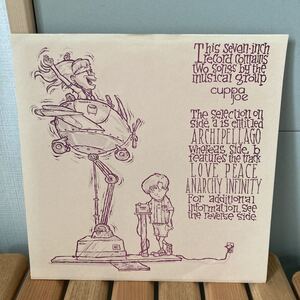 This seven-inch
record contains
two songs by the
musical group
cuppa
joe
The selection on
side a is entitled
ARCHIPELLAGO
whereas side b
features the track
LOVE PEACE
ANARCHY INFINITY
For additional
information, see
the reverse side.